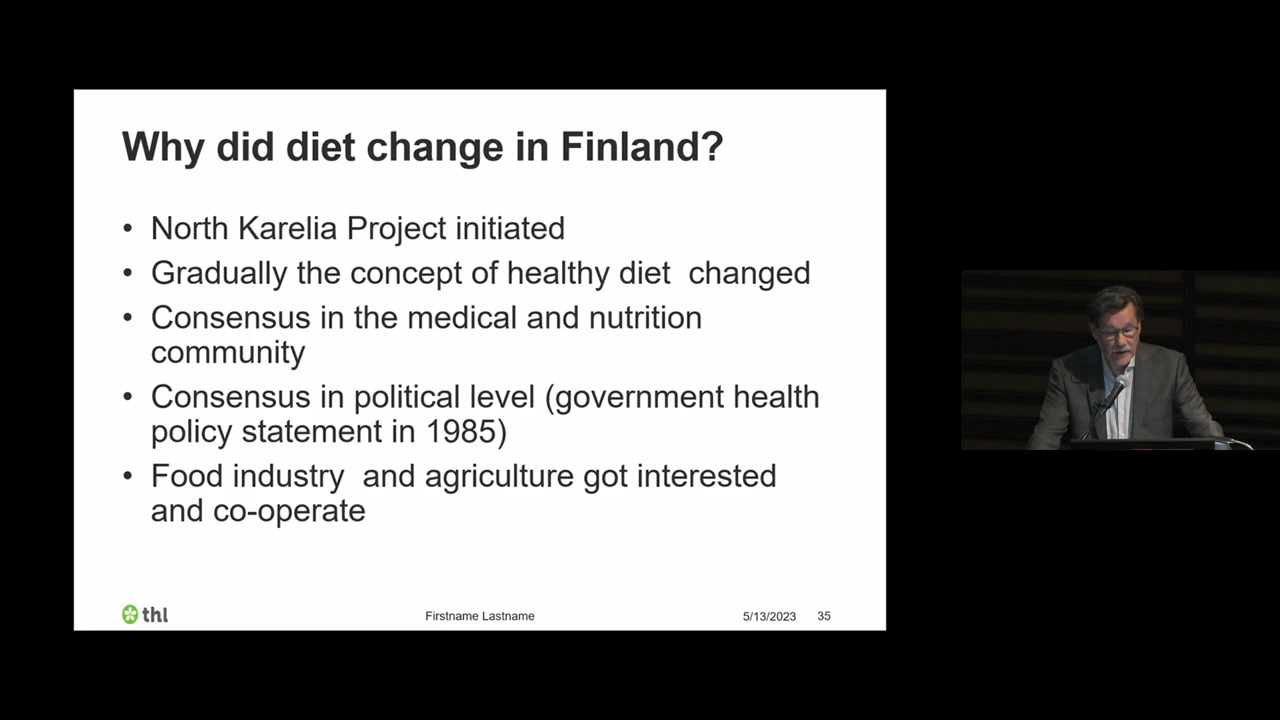 Why did diet change in Finland?
• North Karelia Project initiated
• Gradually the concept of healthy diet  changed
• Consensus in the medical and nutrition
community
• Consensus in political level (government health
policy statement in 1985)
• Food industry  and agriculture got interested
and co-operate
thl
Firstname Lastname
5/13/2023
35